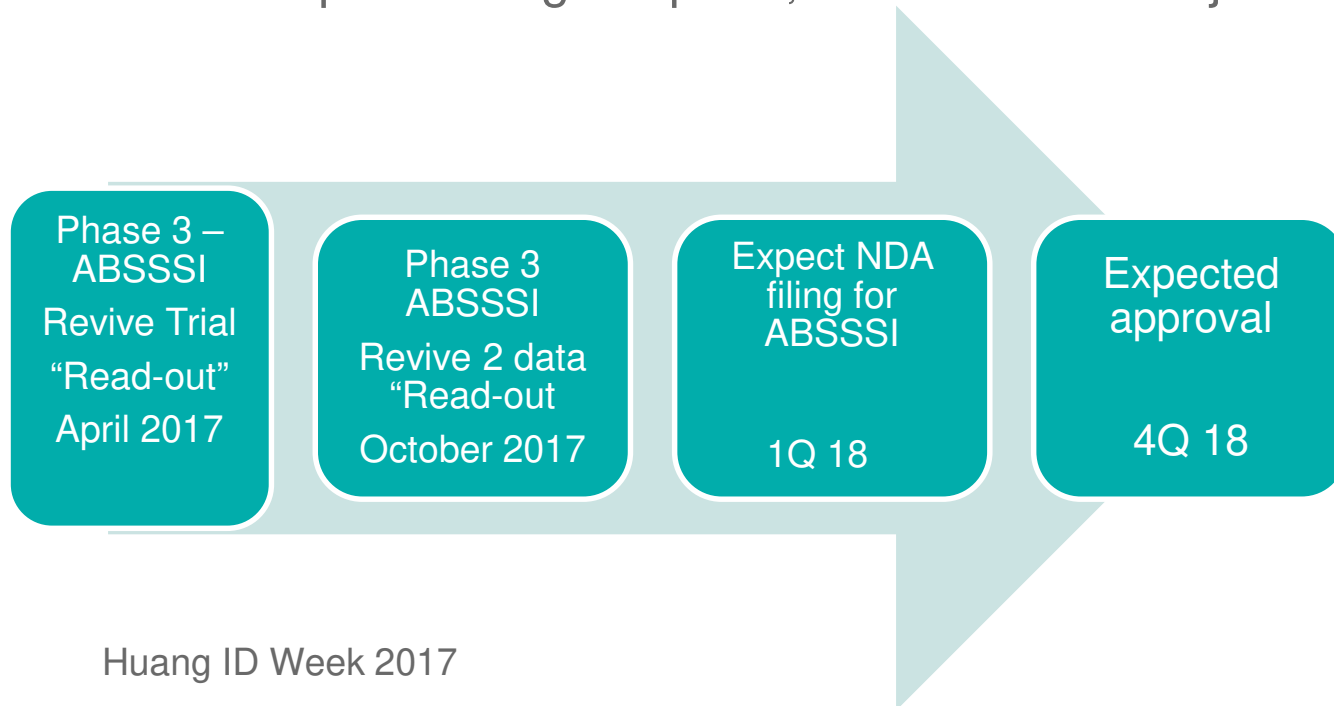 Phase 3 –
ABSSSI
Revive Trial
“Read-out”
April 2017
Phase 3
ABSSSI
Revive 2 data
“Read-out
October 2017
Expect NDA
filing for
ABSSSI
1Q 18
Expected
approval
4Q 18
Huang ID Week 2017